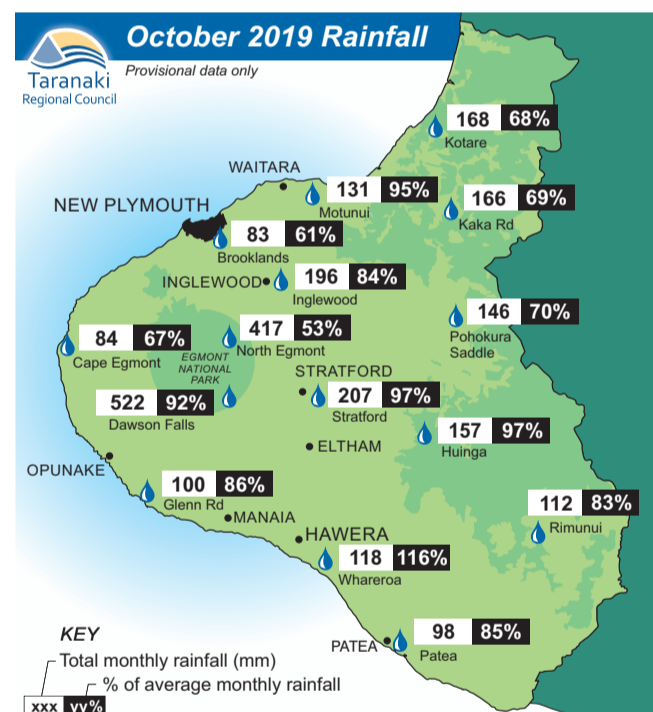 October 2019 Rainfall
Taranaki
Regional Council
Provisional data only
168 68%
Kotare
WAITARA
131 95%
Motunui
166 69%
Kaka Rd
NEW PLYMOUTH
83 61%
Brooklands
INGLEWOOD
196 84%
Inglewood
146 70%
Pohokura
Saddle
84 67%
Cape Egmont
417 53%
North Egmont
EGMONT
NATIONAL
PARK
STRATFORD
522 92%
Dawson Falls
207 97%
Stratford
157 97%
Huinga
ELTHAM
OPUNAKE
100 86%
Glenn Rd
112 83%
Rimunui
MANAIA
HAWERA
118 116%
Whareroa
98 85%
Patea
PATEA
KEY
Total monthly rainfall (mm)
% of average monthly rainfall
xxx yy%